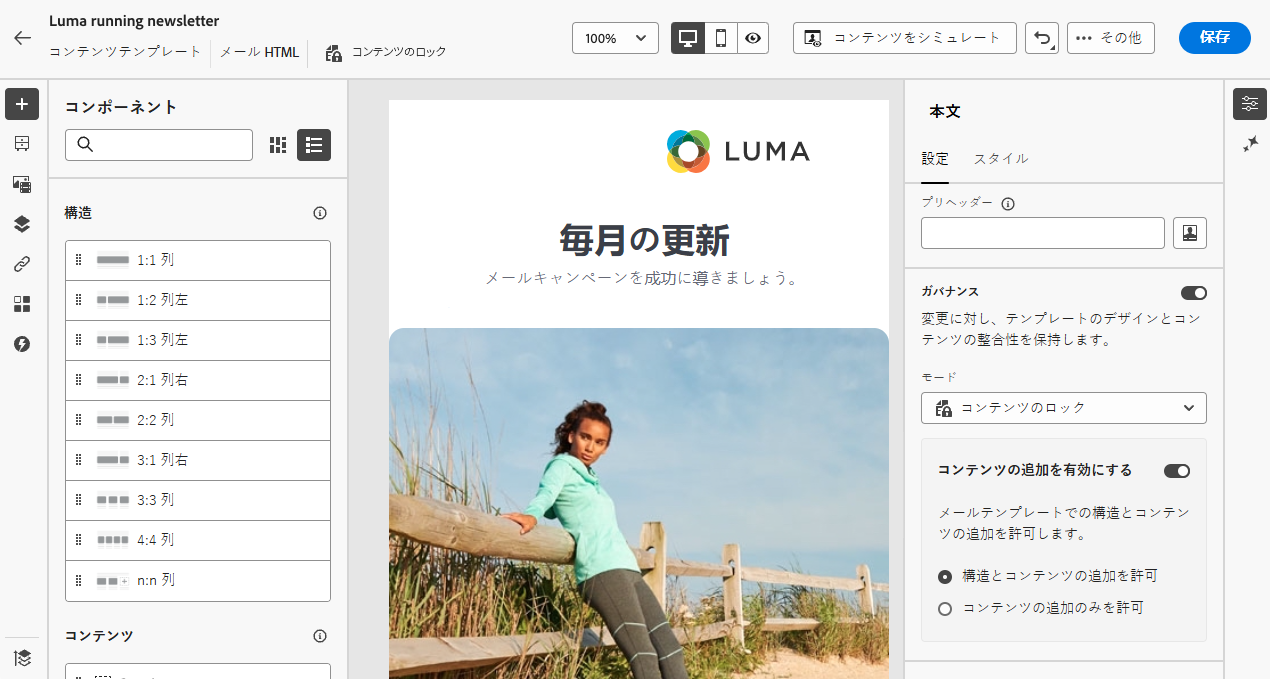 Luma running newsletter
コンテンツテンプレート
メール HTML
コンテンツのロック
100%
コンテンツをシミュレート
その他
保存
コンポーネント
構造
1:1 列
1:2 列左
1:3 列左
2:1 列右
2:2 列
3:1 列右
3:3 列
4:4 列
n:n 列
コンテンツ
LUMA
毎月の更新
メールキャンペーンを成功に導きましょう。
本文
設定
スタイル
プリヘッダー
ガバナンス
変更に対し、テンプレートのデザインとコン
テンツの整合性を保持します。
モード
コンテンツのロック
コンテンツの追加を有効にする
メールテンプレートでの構造とコンテン
ツの追加を許可します。
構造とコンテンツの追加を許可
コンテンツの追加のみを許可